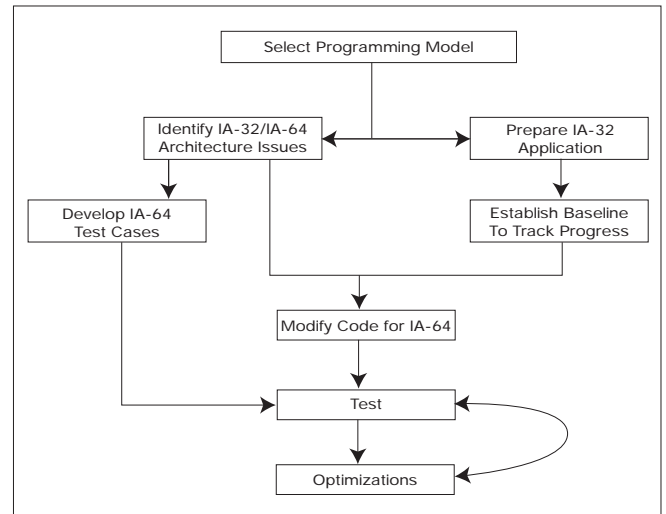 Select Programming Model
Identify IA-32/IA-64
Architecture Issues
Prepare IA-32
Application
Develop IA-64
Test Cases
Establish Baseline
To Track Progress
Modify Code for IA-64
Test
Optimizations